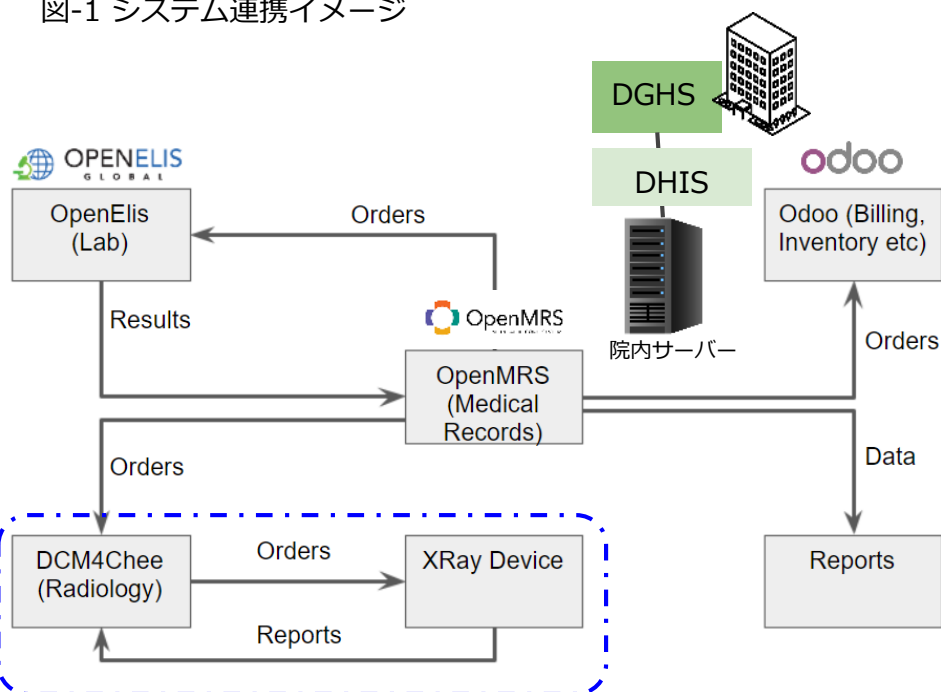 図-1 システム連携イメージ
DGHS
DHIS
院内サーバー
OPENELIS
GLOBAL
OpenElis
(Lab)
Orders
Results
odoo
Odoo (Billing,
Inventory etc)
Orders
OpenMRS
OpenMRS
(Medical
Records)
Orders
Data
DCM4Chee
(Radiology)
Orders
XRay Device
Reports
Reports